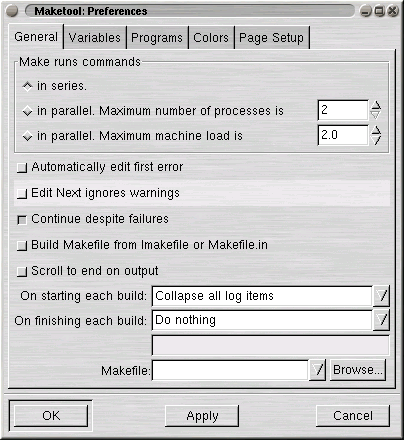 Maketool: Preferences
General Variables Programs Colors Page Setup
Make runs commands
in series.
in parallel. Maximum number of processes is 2
in parallel. Maximum machine load is 2.0
Automatically edit first error
Edit Next ignores warnings
Continue despite failures
Build Makefile from Imakefile or Makefile.in
Scroll to end on output
On starting each build: Collapse all log items
On finishing each build: Do nothing
Makefile: Browse...
OK Apply Cancel